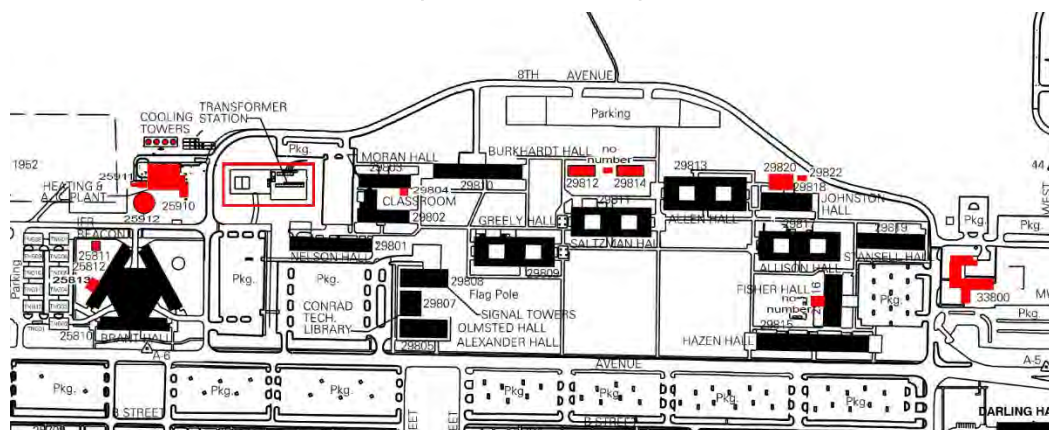 8TH AVENUE
Parking
TRANSFORMER
STATION
COOLING
TOWERS
Pkg.
MORAN HALL
BURKHARDT HALL
no
number
29813
29820
29822
44
T1952
25911
29803
29804
29810
29812
29814
29818
WEST
HEATING &
A/C PLANT
25910
CLASSROOM
29811
JOHNSTON
HALL
25912
29802
GREELY HALL
ALLEN HALL
29817
Pkg.
Pkg.
IFR
BEACON
29801
SALTZMAN HALL
29819
25811
25812
NELSON HALL
ALLISON HALL
STANSELL HALL
25813
Parking
Pkg.
Pkg.
29809
29808
Flag Pole
FISHER HALL
Pkg.
33800
CONRAD
TECH.
LIBRARY
29807
SIGNAL TOWERS
no
number
Pkg.
OLMSTED HALL
29815
25810
BRANT HALL
29805
ALEXANDER HALL
HAZEN HALL
A-6
AVENUE
A-5
Pkg.
Pkg.
Pkg.
Pkg.
Pkg.
Pkg.
Pkg.
B STREET
B STREET
DARLING HA